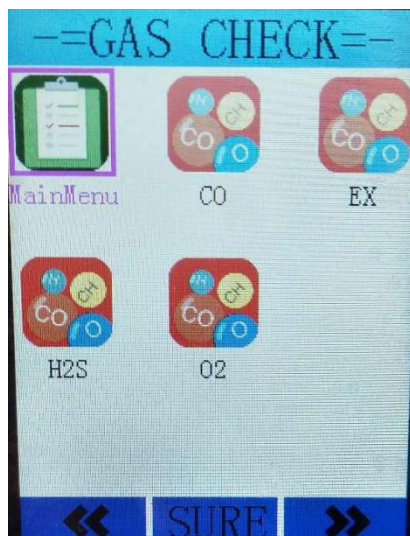 -=GAS CHECK=-
MainMenu CO EX
H2S O2
<< SURE >>